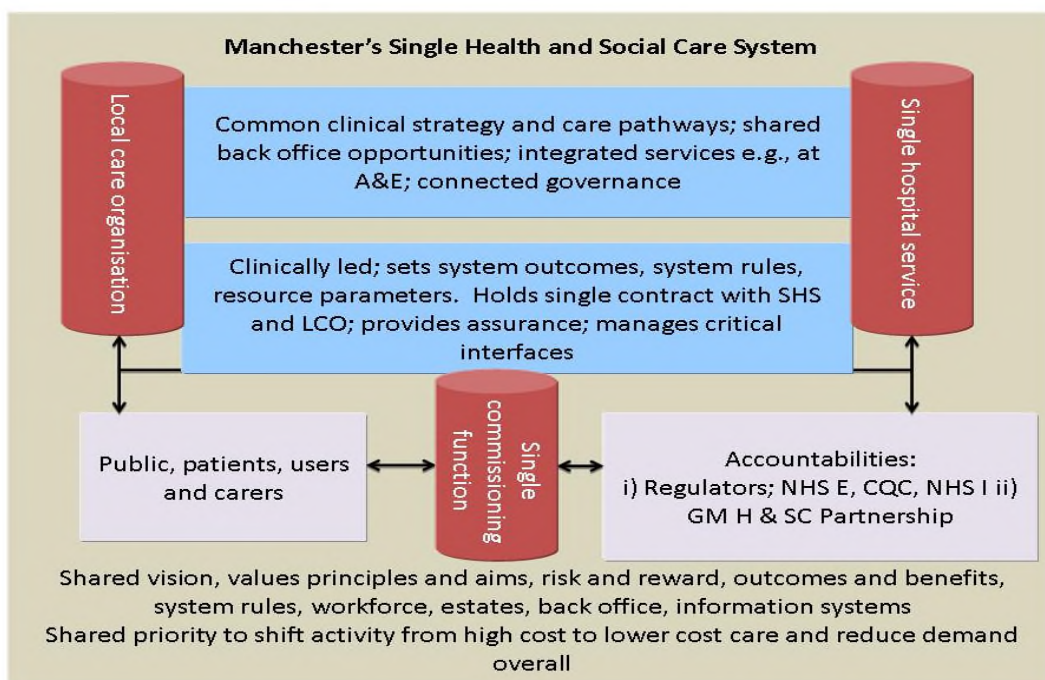 Manchester's Single Health and Social Care System
Local care organisation
Common clinical strategy and care pathways; shared
back office opportunities; integrated services e.g., at
A&E; connected governance
Single hospital service
Clinically led; sets system outcomes, system rules,
resource parameters. Holds single contract with SHS
and LCO; provides assurance; manages critical
interfaces
Public, patients, users
and carers
Single
commissioning
function
Accountabilities:
i) Regulators; NHS E, CQC, NHS I ii)
GM H & SC Partnership
Shared vision, values principles and aims, risk and reward, outcomes and benefits,
system rules, workforce, estates, back office, information systems
Shared priority to shift activity from high cost to lower cost care and reduce demand
overall